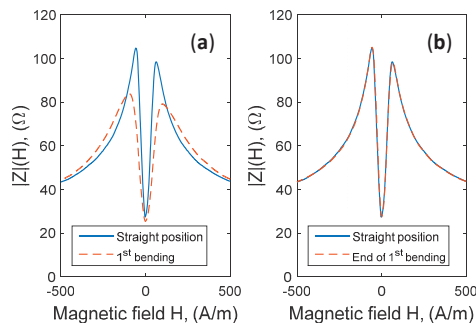 120
100
80
60
40
20
0
|Z|(H), (Ω)
(a)
Straight position
1st bending
-500 0 500
Magnetic field H, (A/m)
120
100
80
60
40
20
0
|Z|(H), (Ω)
(b)
Straight position
End of 1st bending
-500 0 500
Magnetic field H, (A/m)